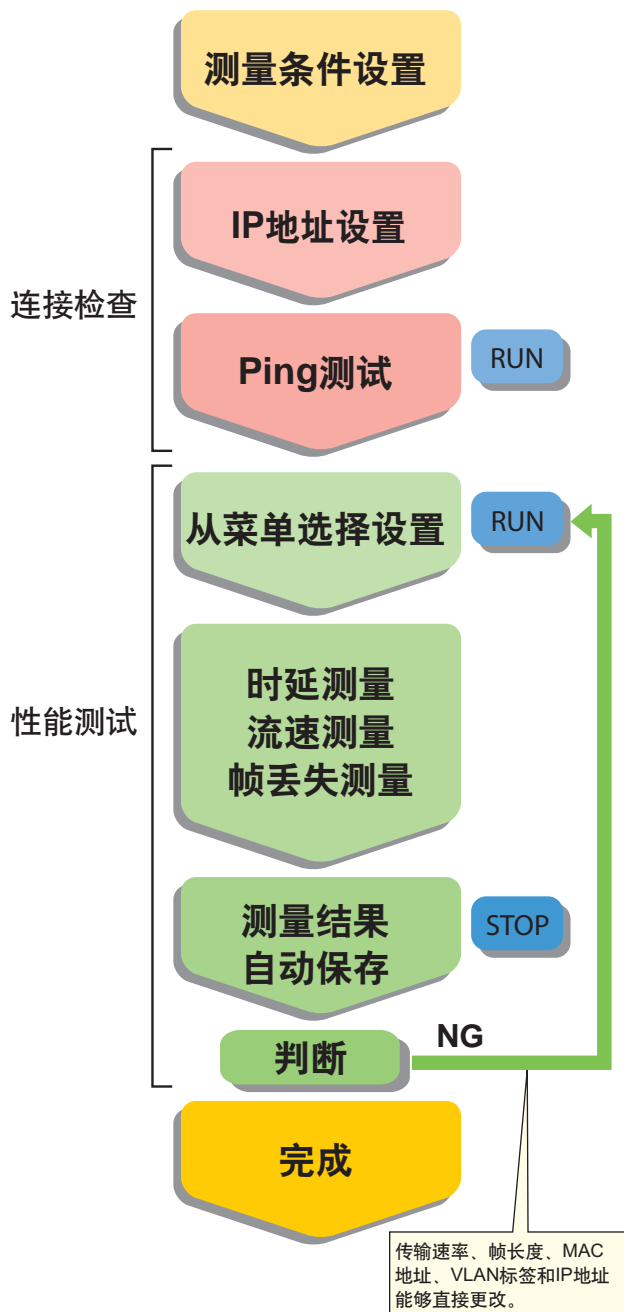 测量条件设置
连接检查
IP地址设置
Ping测试
RUN
性能测试
从菜单选择设置
RUN
时延测量
流速测量
帧丢失测量
测量结果
自动保存
STOP
判断
NG
完成
传输速率、帧长度、MAC
地址、VLAN标签和IP地址
能够直接更改。